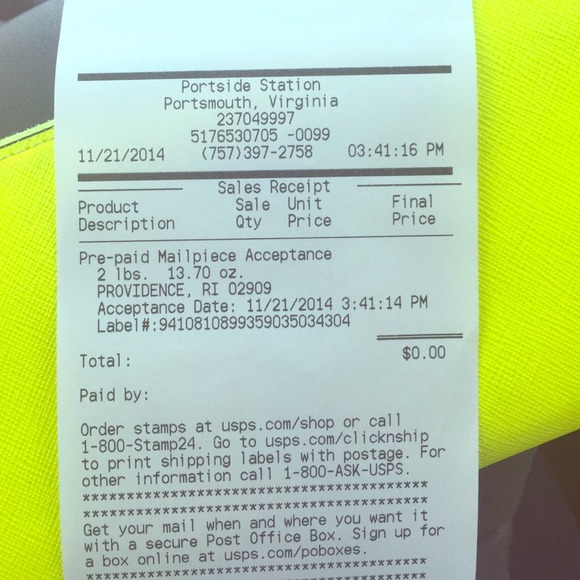 Portside Station
Portsmouth, Virginia
237049997
5176530705 -0099
11/21/2014 (757)397-2758 03:41:16 PM
Sales Receipt
Product Sale Unit Final
Description Qty Price Price
Pre-paid Mailpiece Acceptance
2 lbs. 13.70 oz.
PROVIDENCE, RI 02909
Acceptance Date: 11/21/2014 3:41:14 PM
Label#:9410810899359035034304
Total: $0.00
Paid by:
Order stamps at usps.com/shop or call
1-800-Stamp24. Go to usps.com/clicknship
to print shipping labels with postage. For
other information call 1-800-ASK-USPS.
******************************************
******************************************
Get your mail when and where you want it
with a secure Post Office Box. Sign up for
a box online at usps.com/poboxes.
******************************************